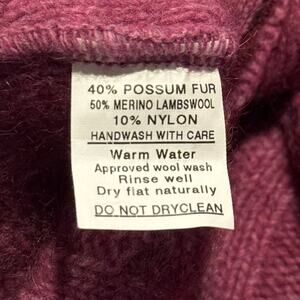 40% POSSUM FUR
50% MERINO LAMBSWOOL
10% NYLON
HANDWASH WITH CARE
Warm Water
Approved wool wash
Rinse well
Dry flat naturally
DO NOT DRYCLEAN